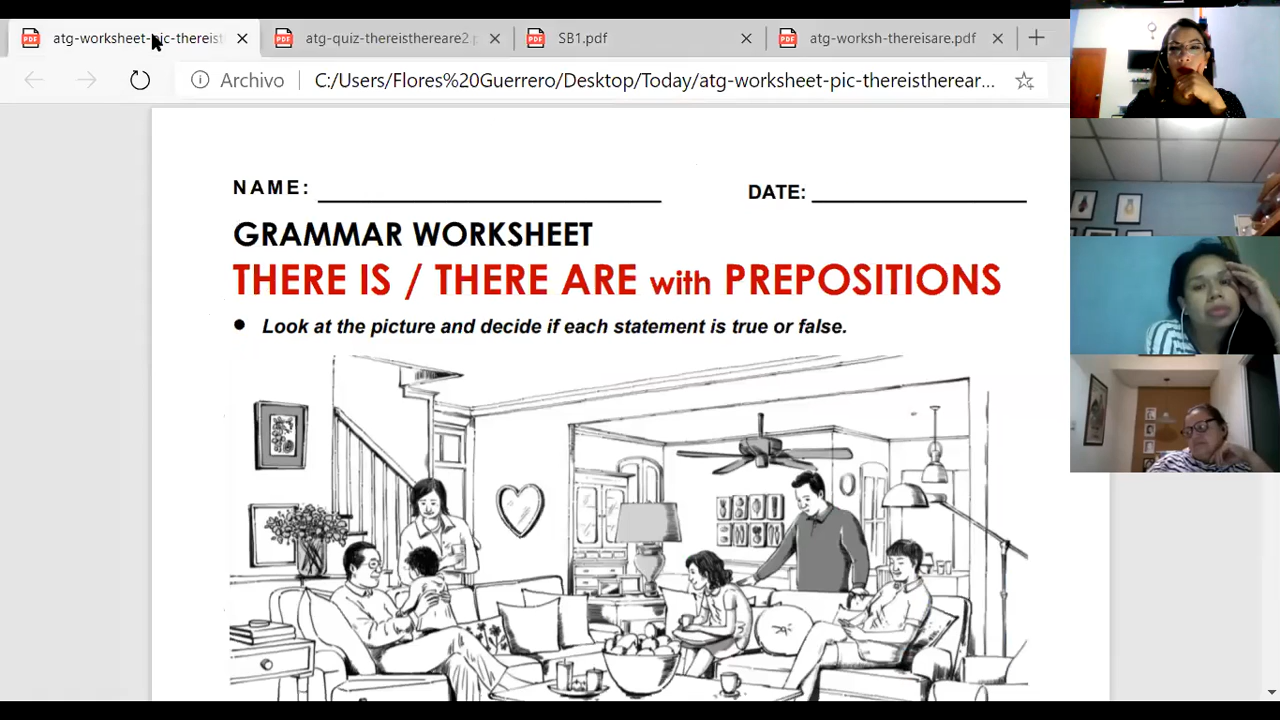 atg-worksheet-pic-thereist
atg-quiz-thereisthereare2
SB1.pdf
atg-worksh-thereisare.pdf
Archivo
C:/Users/Flores%20Guerrero/Desktop/Today/atg-worksheet-pic-thereistherear...
NAME:
DATE:
GRAMMAR WORKSHEET
THERE IS / THERE ARE with PREPOSITIONS
● Look at the picture and decide if each statement is true or false.